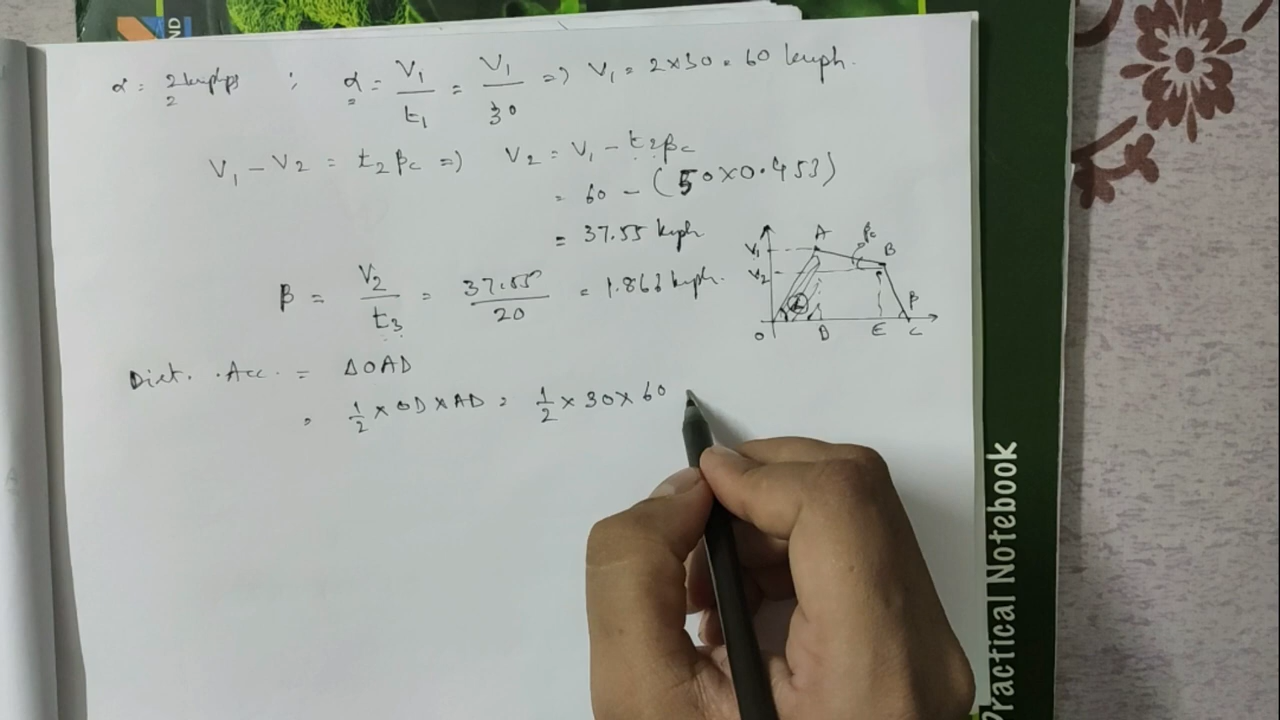 ND
α = 2 kmphps ; α = V₁/t₁ = V₁/30 => V₁ = 2×30 = 60 kmph.
V₁ - V₂ = t₂βc => V₂ = V₁ - t₂βc
= 60 - (50×0.453)
= 37.55 kmph
β = V₂/t₃ = 37.55/20 = 1.863 kmph.
V₁ A βc B
V₂
β
O D E C
Dist. Acc. = ΔOAD
= 1/2 × OD × AD = 1/2 × 30 × 60
Practical Notebook